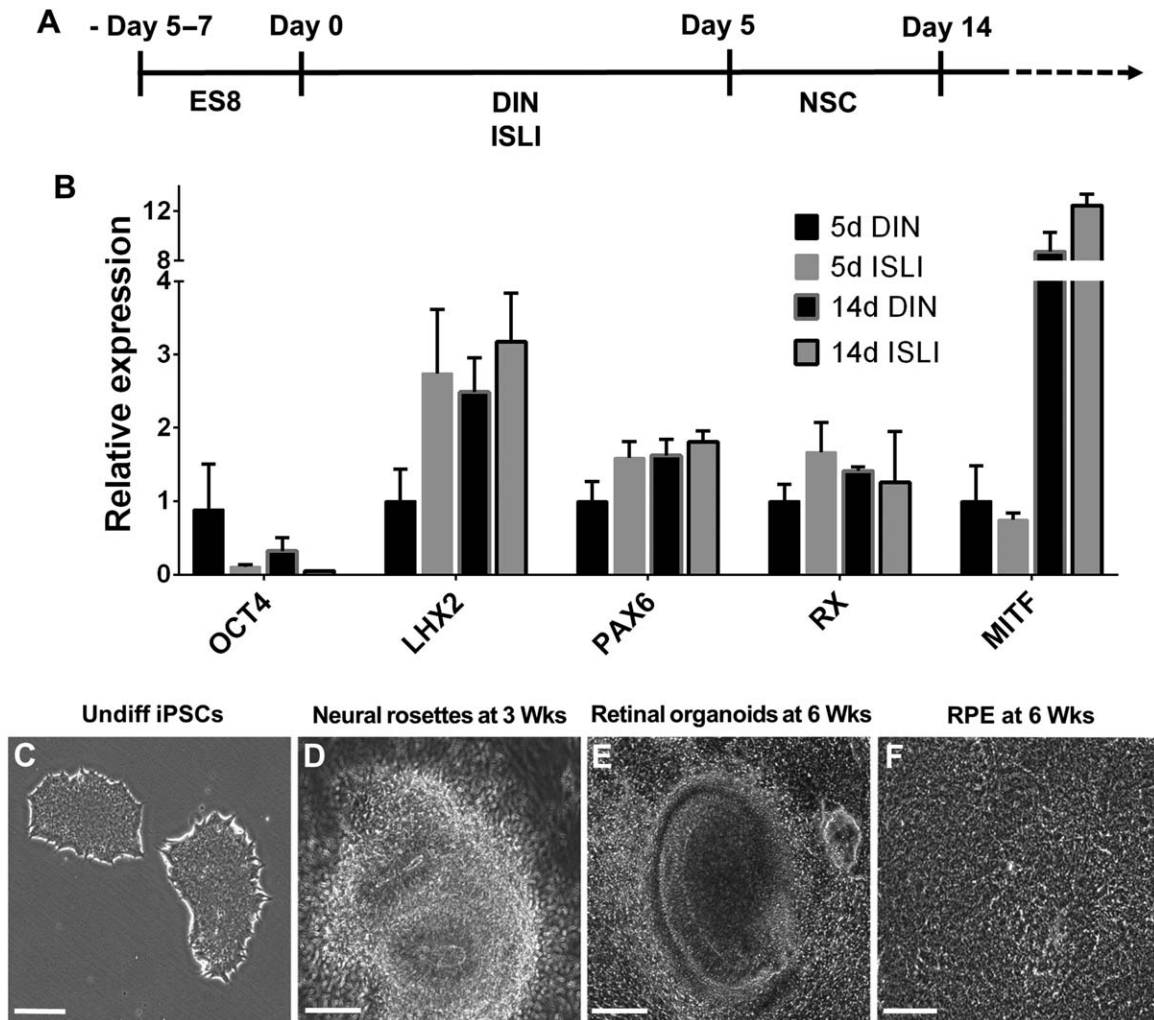 A
- Day 5–7 Day 0 Day 5 Day 14
ES8 DIN NSC
ISLI
B
Relative expression
12
8
4
3
2
1
0
5d DIN
5d ISLI
14d DIN
14d ISLI
OCT4 LHX2 PAX6 RX MITF
Undiff iPSCs Neural rosettes at 3 Wks Retinal organoids at 6 Wks RPE at 6 Wks
C D E F